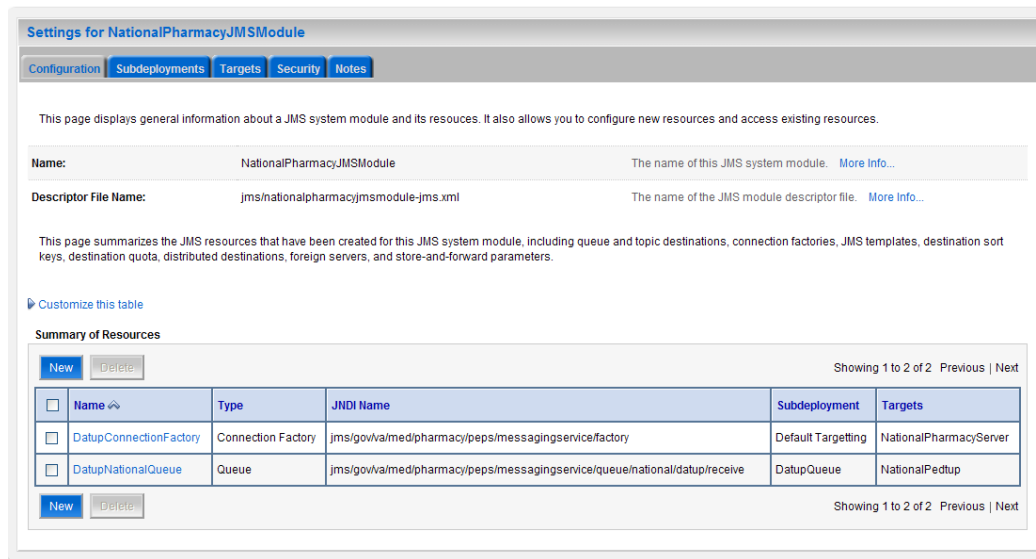 Settings for NationalPharmacyJMSModule
Configuration Subdeployments Targets Security Notes
This page displays general information about a JMS system module and its resouces. It also allows you to configure new resources and access existing resources.
Name: NationalPharmacyJMSModule The name of this JMS system module. More Info...
Descriptor File Name: jms/nationalpharmacyjmsmodule-jms.xml The name of the JMS module descriptor file. More Info...
This page summarizes the JMS resources that have been created for this JMS system module, including queue and topic destinations, connection factories, JMS templates, destination sort
keys, destination quota, distributed destinations, foreign servers, and store-and-forward parameters.
Customize this table
Summary of Resources
New Delete Showing 1 to 2 of 2 Previous | Next
Name Type JNDI Name Subdeployment Targets
DatupConnectionFactory Connection Factory jms/gov/va/med/pharmacy/peps/messagingservice/factory Default Targetting NationalPharmacyServer
DatupNationalQueue Queue jms/gov/va/med/pharmacy/peps/messagingservice/queue/national/datup/receive DatupQueue NationalPedtup
New Delete Showing 1 to 2 of 2 Previous | Next